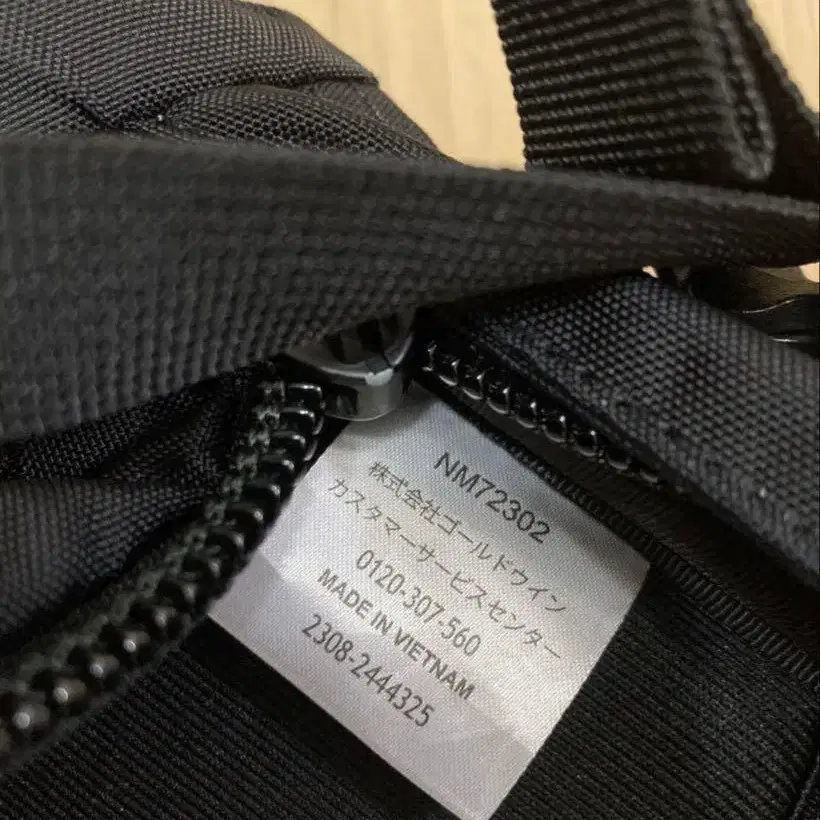 NM72302
株式会社ゴールドウイン
カスタマーサービスセンター
0120-307-560
MADE IN VIETNAM
2308-2444325